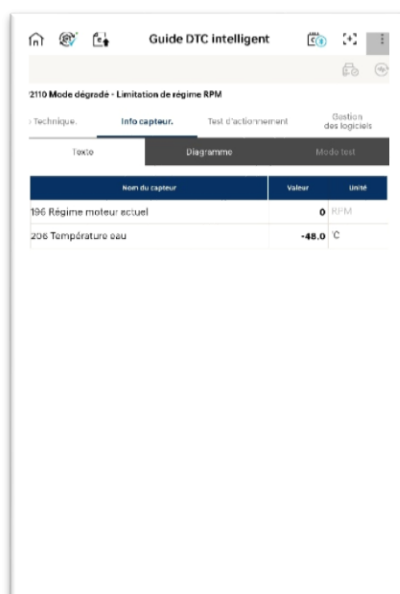 Guide DTC intelligent
2110 Mode dégradé - Limitation de régime RPM
Technique. Info capteur. Test d'actionnement Gestion des logiciels
Texte Diagramme Mode test
Nom du capteur Valeur Unité
196 Régime moteur actuel 0 RPM
206 Température eau -48.0 °C